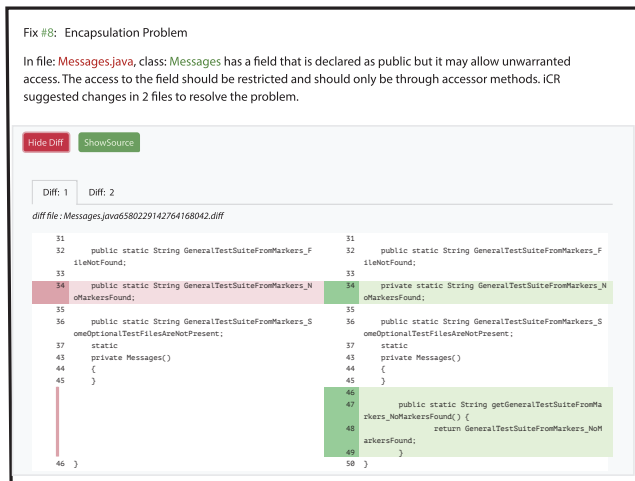 Fix #8: Encapsulation Problem
In file: Messages.java, class: Messages has a field that is declared as public but it may allow unwarranted
access. The access to the field should be restricted and should only be through accessor methods. iCR
suggested changes in 2 files to resolve the problem.
Hide Diff
ShowSource
Diff: 1
Diff: 2
diff file : Messages.java6580229142764168042.diff
31
32 public static String GeneralTestSuiteFromMarkers_F
ileNotFound;
33
34 public static String GeneralTestSuiteFromMarkers_N
oMarkersFound;
35
36 public static String GeneralTestSuiteFromMarkers_S
omeOptionalTestFilesAreNotPresent;
37 static
43 private Messages()
44 {
45 }
46 }
31
32 public static String GeneralTestSuiteFromMarkers_F
ileNotFound;
33
34 private static String GeneralTestSuiteFromMarkers_N
oMarkersFound;
35
36 public static String GeneralTestSuiteFromMarkers_S
omeOptionalTestFilesAreNotPresent;
37 static
43 private Messages()
44 {
45 }
46
47 public static String getGeneralTestSuiteFromMa
rkers_NoMarkersFound() {
48 return GeneralTestSuiteFromMarkers_NoM
arkersFound;
49 }
50 }